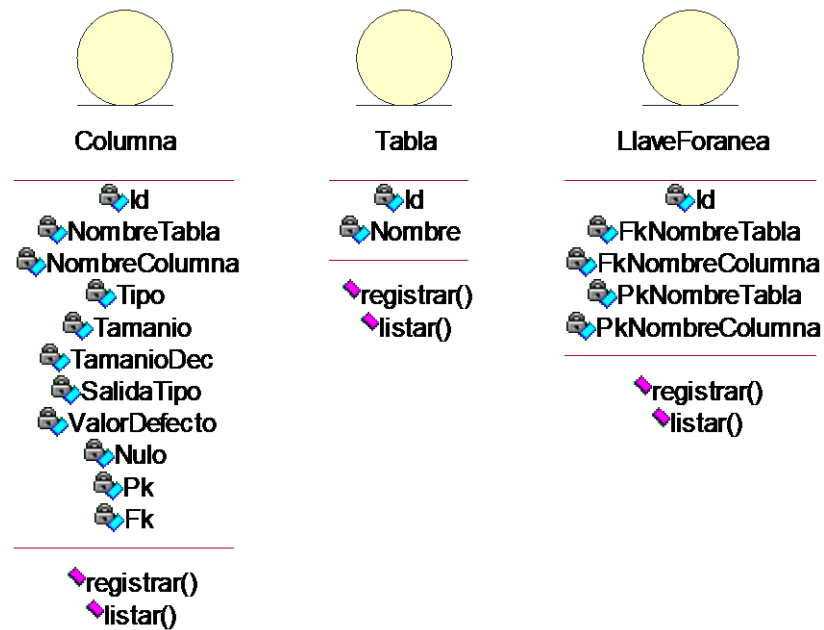 Columna
Id
NombreTabla
NombreColumna
Tipo
Tamanio
TamanioDec
SalidaTipo
ValorDefecto
Nulo
Pk
Fk
registrar()
listar()
Tabla
Id
Nombre
registrar()
listar()
LlaveForanea
Id
FkNombreTabla
FkNombreColumna
PkNombreTabla
PkNombreColumna
registrar()
listar()